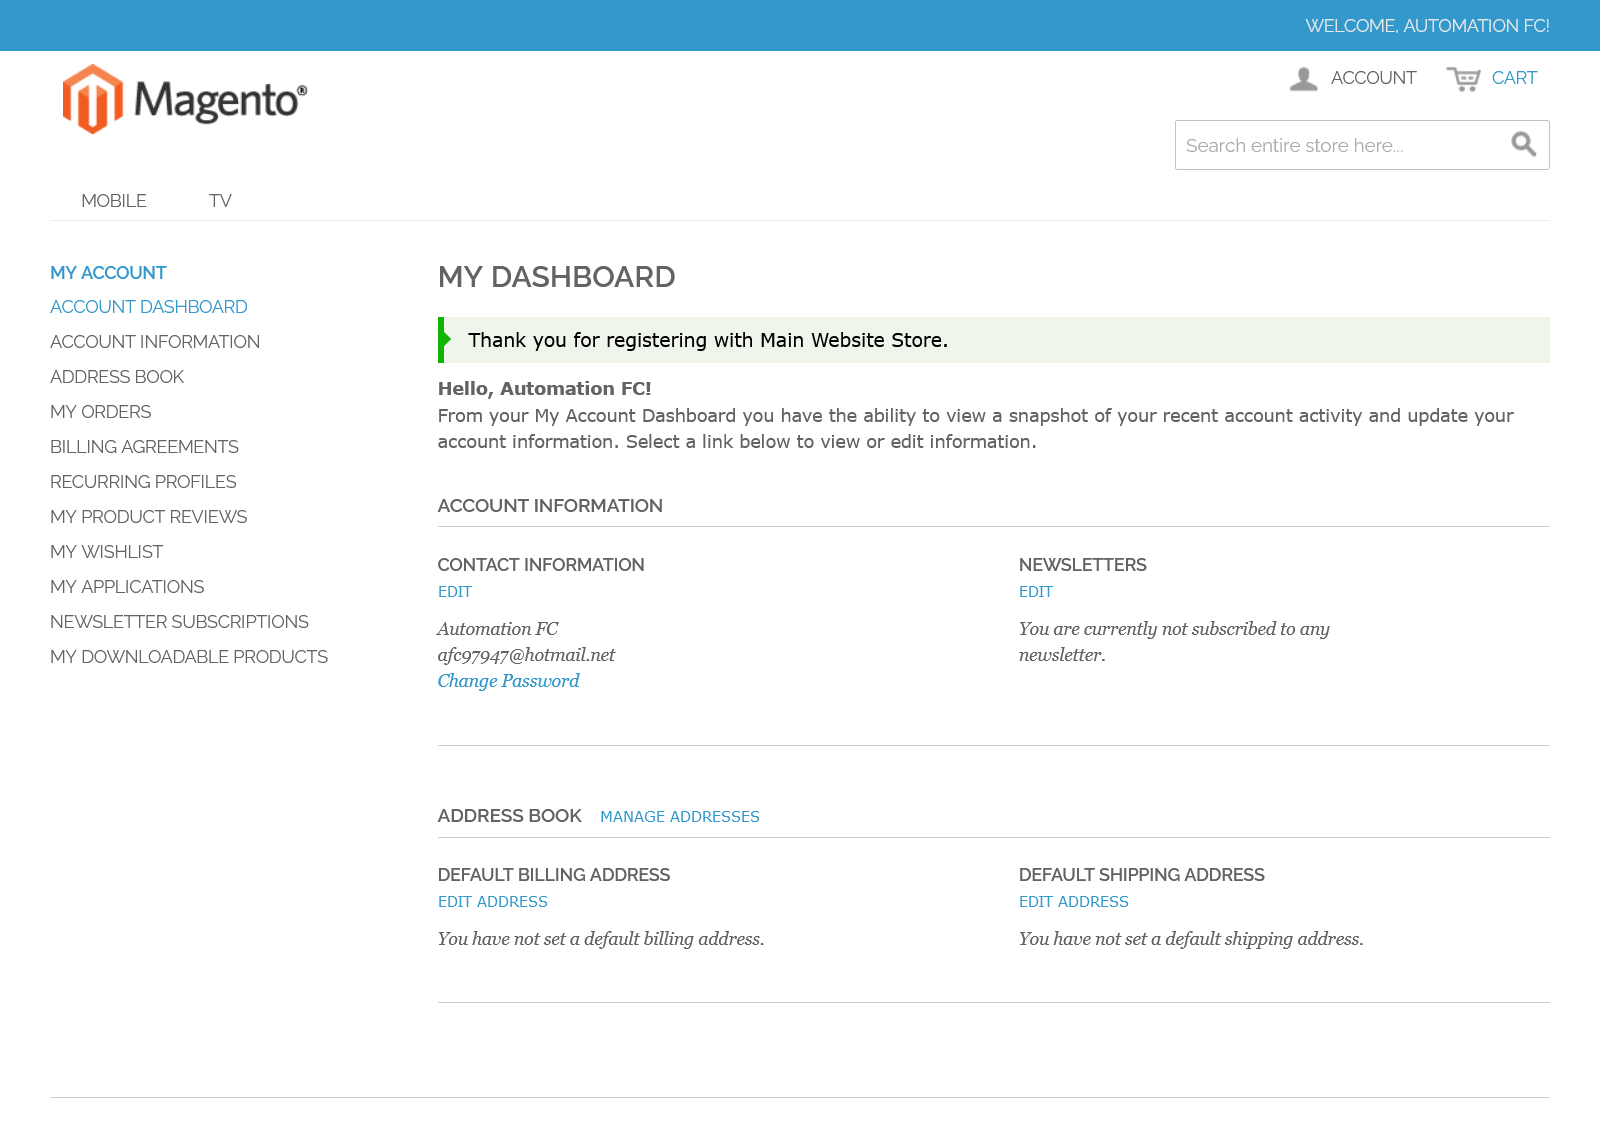 WELCOME, AUTOMATION FC!
Magento®
ACCOUNT
CART
Search entire store here...
MOBILE
TV
MY ACCOUNT
ACCOUNT DASHBOARD
ACCOUNT INFORMATION
ADDRESS BOOK
MY ORDERS
BILLING AGREEMENTS
RECURRING PROFILES
MY PRODUCT REVIEWS
MY WISHLIST
MY APPLICATIONS
NEWSLETTER SUBSCRIPTIONS
MY DOWNLOADABLE PRODUCTS
MY DASHBOARD
Thank you for registering with Main Website Store.
Hello, Automation FC!
From your My Account Dashboard you have the ability to view a snapshot of your recent account activity and update your
account information. Select a link below to view or edit information.
ACCOUNT INFORMATION
CONTACT INFORMATION
EDIT
Automation FC
afc97947@hotmail.net
Change Password
NEWSLETTERS
EDIT
You are currently not subscribed to any
newsletter.
ADDRESS BOOK
MANAGE ADDRESSES
DEFAULT BILLING ADDRESS
EDIT ADDRESS
You have not set a default billing address.
DEFAULT SHIPPING ADDRESS
EDIT ADDRESS
You have not set a default shipping address.